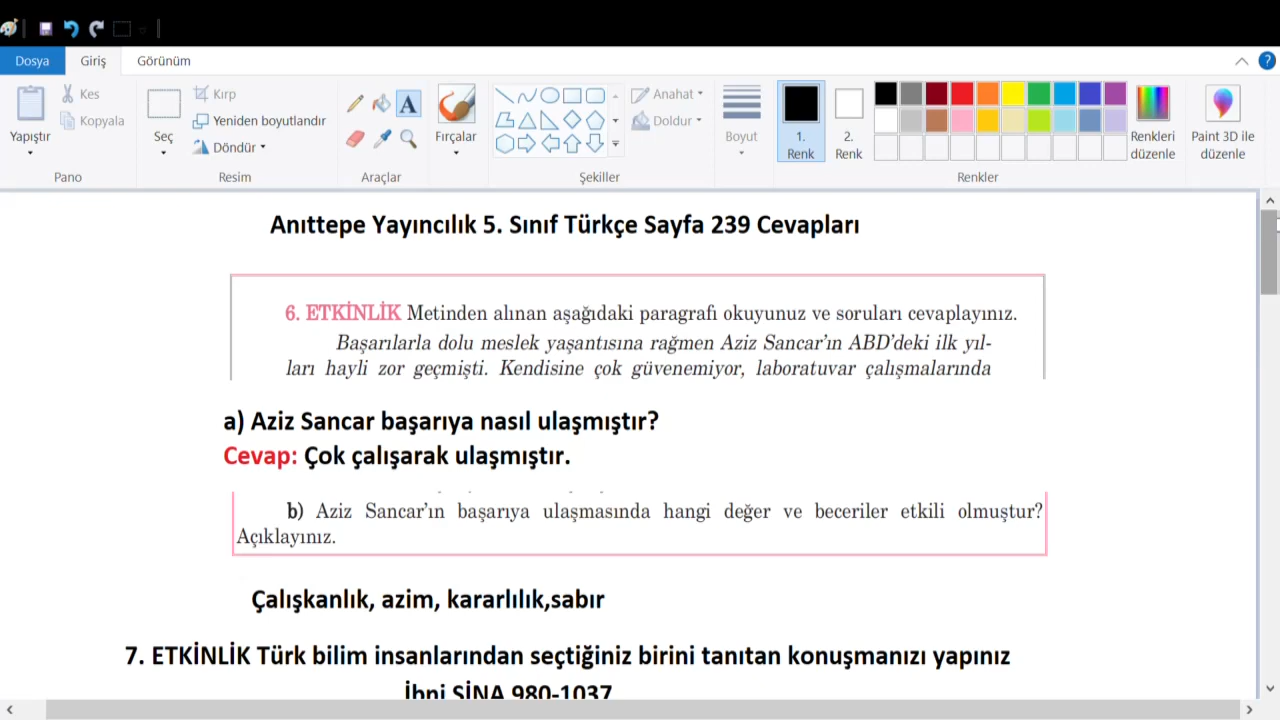 Dosya Giriş Görünüm
Yapıştır
Kes
Kopyala
Pano
Seç
Kırp
Yeniden boyutlandır
Döndür
Resim
A
Araçlar
Fırçalar
Anahat
Doldur
Şekiller
Boyut
1. Renk
2. Renk
Renkleri düzenle
Paint 3D ile düzenle
Renkler
Anıttepe Yayıncılık 5. Sınıf Türkçe Sayfa 239 Cevapları
6. ETKİNLİK Metinden alınan aşağıdaki paragrafı okuyunuz ve soruları cevaplayınız.
Başarılarla dolu meslek yaşantısına rağmen Aziz Sancar’ın ABD’deki ilk yıl-
ları hayli zor geçmişti. Kendisine çok güvenemiyor, laboratuvar çalışmalarında
a) Aziz Sancar başarıya nasıl ulaşmıştır?
Cevap: Çok çalışarak ulaşmıştır.
b) Aziz Sancar’ın başarıya ulaşmasında hangi değer ve beceriler etkili olmuştur?
Açıklayınız.
Çalışkanlık, azim, kararlılık,sabır
7. ETKİNLİK Türk bilim insanlarından seçtiğiniz birini tanıtan konuşmanızı yapınız
İbni SİNA 980-1037